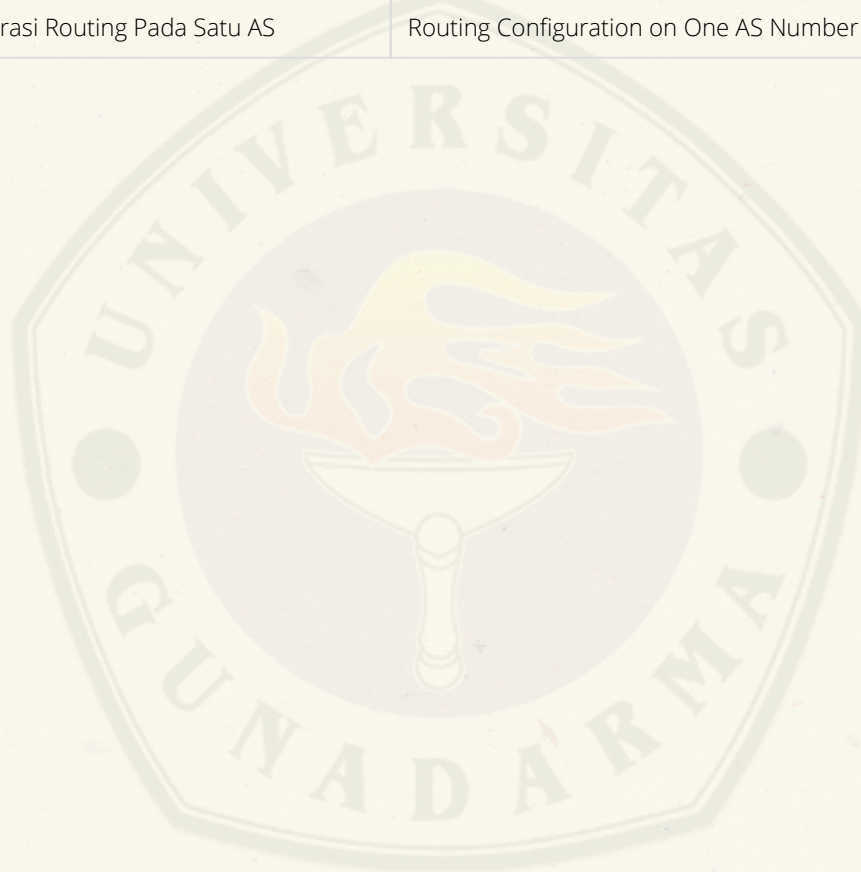 rasi Routing Pada Satu AS
Routing Configuration on One AS Number
UNIVERSITAS
GUNADARMA